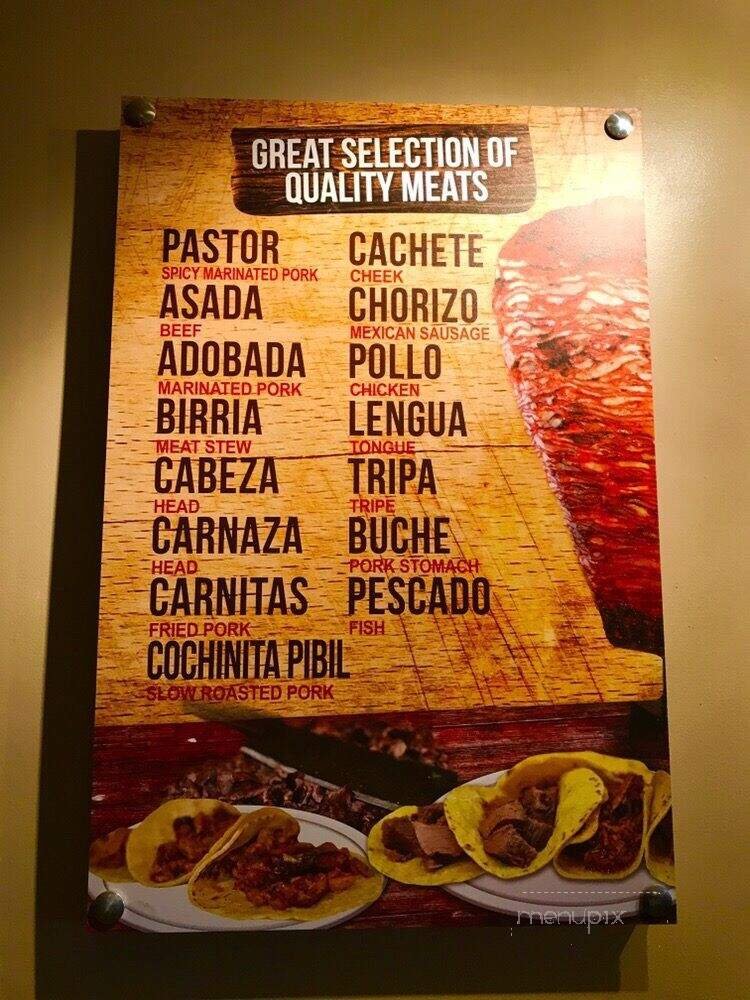 GREAT SELECTION OF
QUALITY MEATS
PASTOR
SPICY MARINATED PORK
ASADA
BEEF
ADOBADA
MARINATED PORK
BIRRIA
MEAT STEW
CABEZA
HEAD
CARNAZA
HEAD
CARNITAS
FRIED PORK
COCHINITA PIBIL
SLOW ROASTED PORK
CACHETE
CHEEK
CHORIZO
MEXICAN SAUSAGE
POLLO
CHICKEN
LENGUA
TONGUE
TRIPA
TRIPE
BUCHE
PORK STOMACH
PESCADO
FISH
menupix